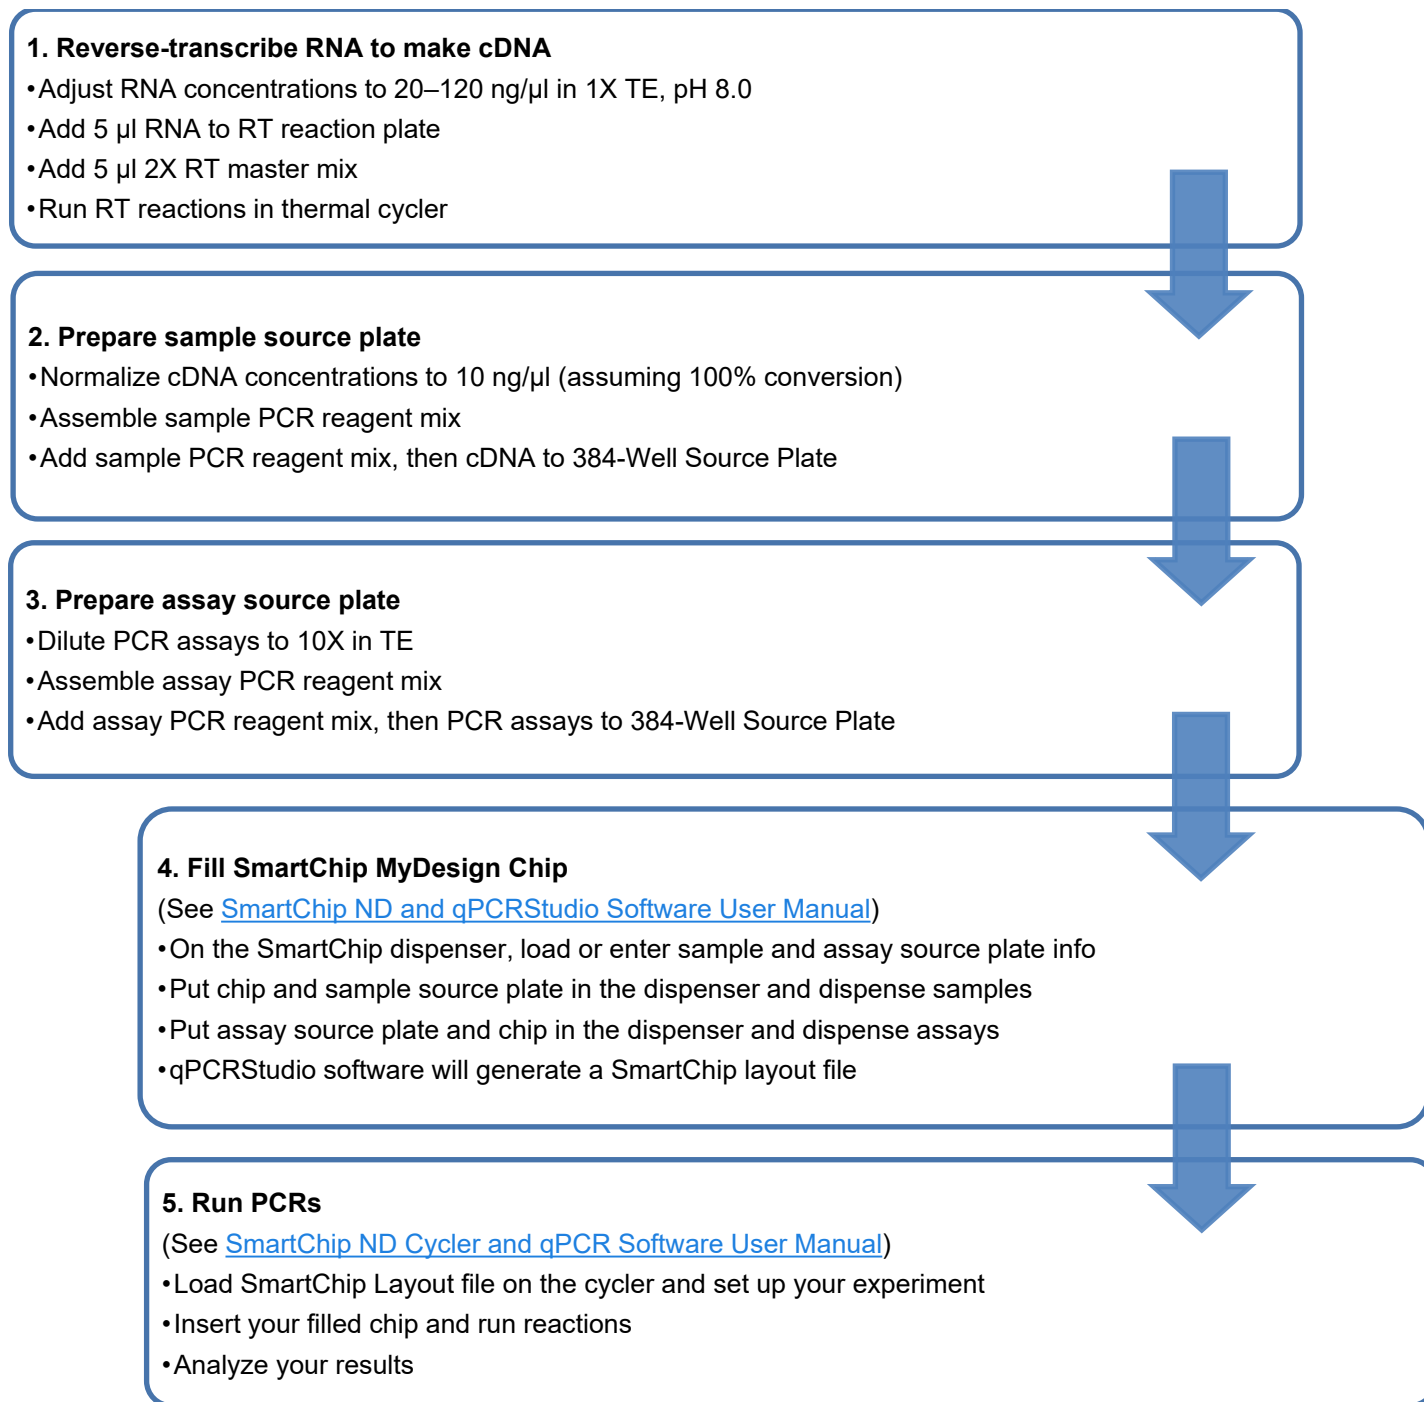 1. Reverse-transcribe RNA to make cDNA
•Adjust RNA concentrations to 20–120 ng/µl in 1X TE, pH 8.0
•Add 5 µl RNA to RT reaction plate
•Add 5 µl 2X RT master mix
•Run RT reactions in thermal cycler
2. Prepare sample source plate
•Normalize cDNA concentrations to 10 ng/µl (assuming 100% conversion)
•Assemble sample PCR reagent mix
•Add sample PCR reagent mix, then cDNA to 384-Well Source Plate
3. Prepare assay source plate
•Dilute PCR assays to 10X in TE
•Assemble assay PCR reagent mix
•Add assay PCR reagent mix, then PCR assays to 384-Well Source Plate
4. Fill SmartChip MyDesign Chip
(See SmartChip ND and qPCRStudio Software User Manual)
•On the SmartChip dispenser, load or enter sample and assay source plate info
•Put chip and sample source plate in the dispenser and dispense samples
•Put assay source plate and chip in the dispenser and dispense assays
•qPCRStudio software will generate a SmartChip layout file
5. Run PCRs
(See SmartChip ND Cycler and qPCR Software User Manual)
•Load SmartChip Layout file on the cycler and set up your experiment
•Insert your filled chip and run reactions
•Analyze your results